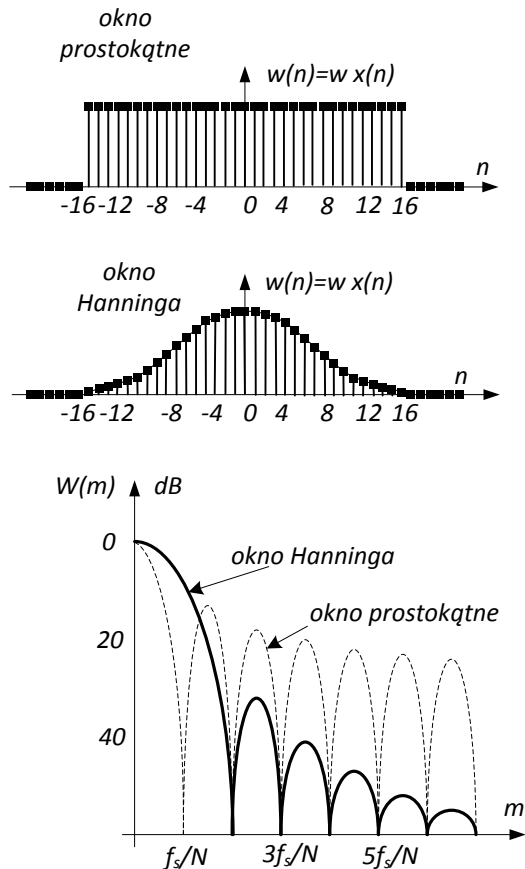 okno
prostokątne
w(n)=w x(n)
n
-16 -12 -8 -4 0 4 8 12 16
okno
Hanninga
w(n)=w x(n)
n
-16 -12 -8 -4 0 4 8 12 16
W(m) dB
0
okno Hanninga
okno prostokątne
20
40
m
fs/N 3fs/N 5fs/N